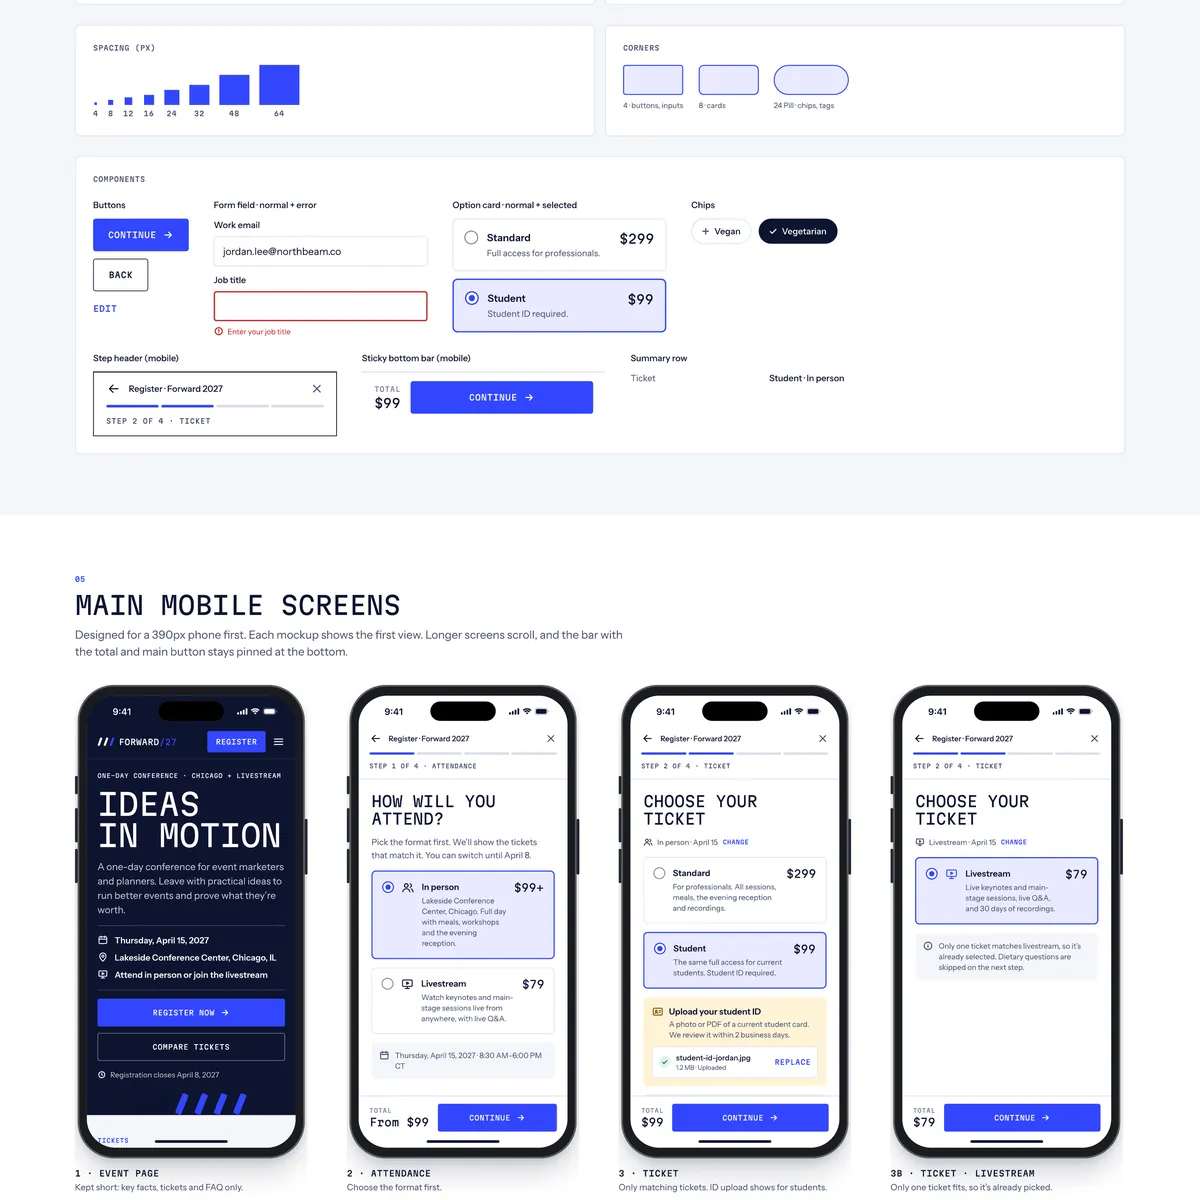 SPACING (PX)
4 8 12 16 24 32 48 64
CORNERS
4 · buttons, inputs
8 · cards
24 Pill · chips, tags
COMPONENTS
Buttons
CONTINUE →
BACK
EDIT
Form field · normal + error
Work email
jordan.lee@northbeam.co
Job title
Enter your job title
Option card · normal + selected
Standard $299
Full access for professionals.
Student $99
Student ID required.
Chips
+ Vegan
✓ Vegetarian
Step header (mobile)
← Register · Forward 2027 ×
STEP 2 OF 4 · TICKET
Sticky bottom bar (mobile)
TOTAL
$99
CONTINUE →
Summary row
Ticket Student · In person
05
MAIN MOBILE SCREENS
Designed for a 390px phone first. Each mockup shows the first view. Longer screens scroll, and the bar with
the total and main button stays pinned at the bottom.
9:41
/// FORWARD/27 REGISTER
ONE-DAY CONFERENCE · CHICAGO + LIVESTREAM
IDEAS
IN MOTION
A one-day conference for event marketers
and planners. Leave with practical ideas to
run better events and prove what they're
worth.
Thursday, April 15, 2027
Lakeside Conference Center, Chicago, IL
Attend in person or join the livestream
REGISTER NOW →
COMPARE TICKETS
Registration closes April 8, 2027
TICKETS
1 · EVENT PAGE
Kept short: key facts, tickets and FAQ only.
9:41
← Register · Forward 2027 ×
STEP 1 OF 4 · ATTENDANCE
HOW WILL YOU
ATTEND?
Pick the format first. We'll show the tickets
that match it. You can switch until April 8.
In person $99+
Lakeside Conference
Center, Chicago. Full day
with meals, workshops
and the evening
reception.
Livestream $79
Watch keynotes and main-
stage sessions live from
anywhere, with live Q&A.
Thursday, April 15, 2027 · 8:30 AM–6:00 PM
CT
TOTAL
From $99
CONTINUE →
2 · ATTENDANCE
Choose the format first.
9:41
← Register · Forward 2027 ×
STEP 2 OF 4 · TICKET
CHOOSE YOUR
TICKET
In person · April 15 CHANGE
Standard $299
For professionals. All sessions,
meals, the evening reception
and recordings.
Student $99
The same full access for current
students. Student ID required.
Upload your student ID
A photo or PDF of a current student card.
We review it within 2 business days.
student-id-jordan.jpg
1.2 MB · Uploaded
REPLACE
TOTAL
$99
CONTINUE →
3 · TICKET
Only matching tickets. ID upload shows for students.
9:41
← Register · Forward 2027 ×
STEP 2 OF 4 · TICKET
CHOOSE YOUR
TICKET
Livestream · April 15 CHANGE
Livestream $79
Live keynotes and main-
stage sessions, live Q&A,
and 30 days of recordings.
Only one ticket matches livestream, so it's
already selected. Dietary questions are
skipped on the next step.
TOTAL
$79
CONTINUE →
3B · TICKET · LIVESTREAM
Only one ticket fits, so it's already picked.